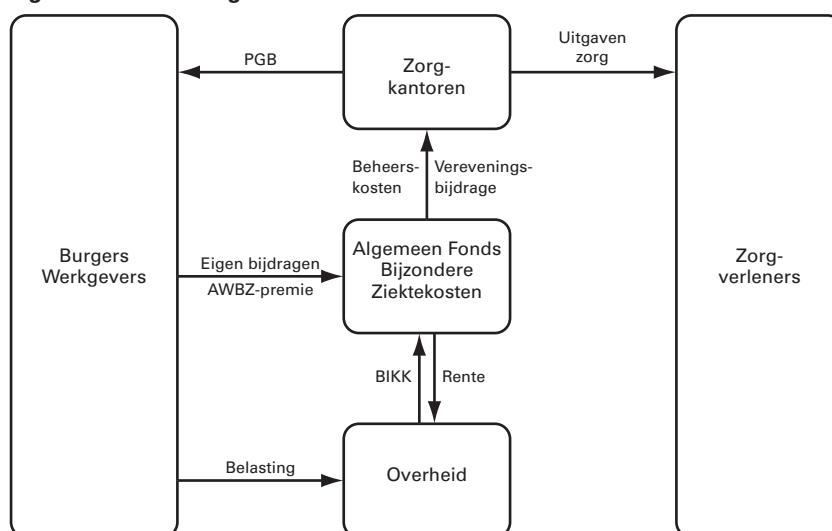 PGB
Zorg-
kantoren
Uitgaven
zorg
Beheers-
kosten
Verevenings-
bijdrage
Burgers
Werkgevers
Eigen bijdragen
AWBZ-premie
Algemeen Fonds
Bijzondere
Ziektekosten
Zorg-
verleners
BIKK
Rente
Belasting
Overheid